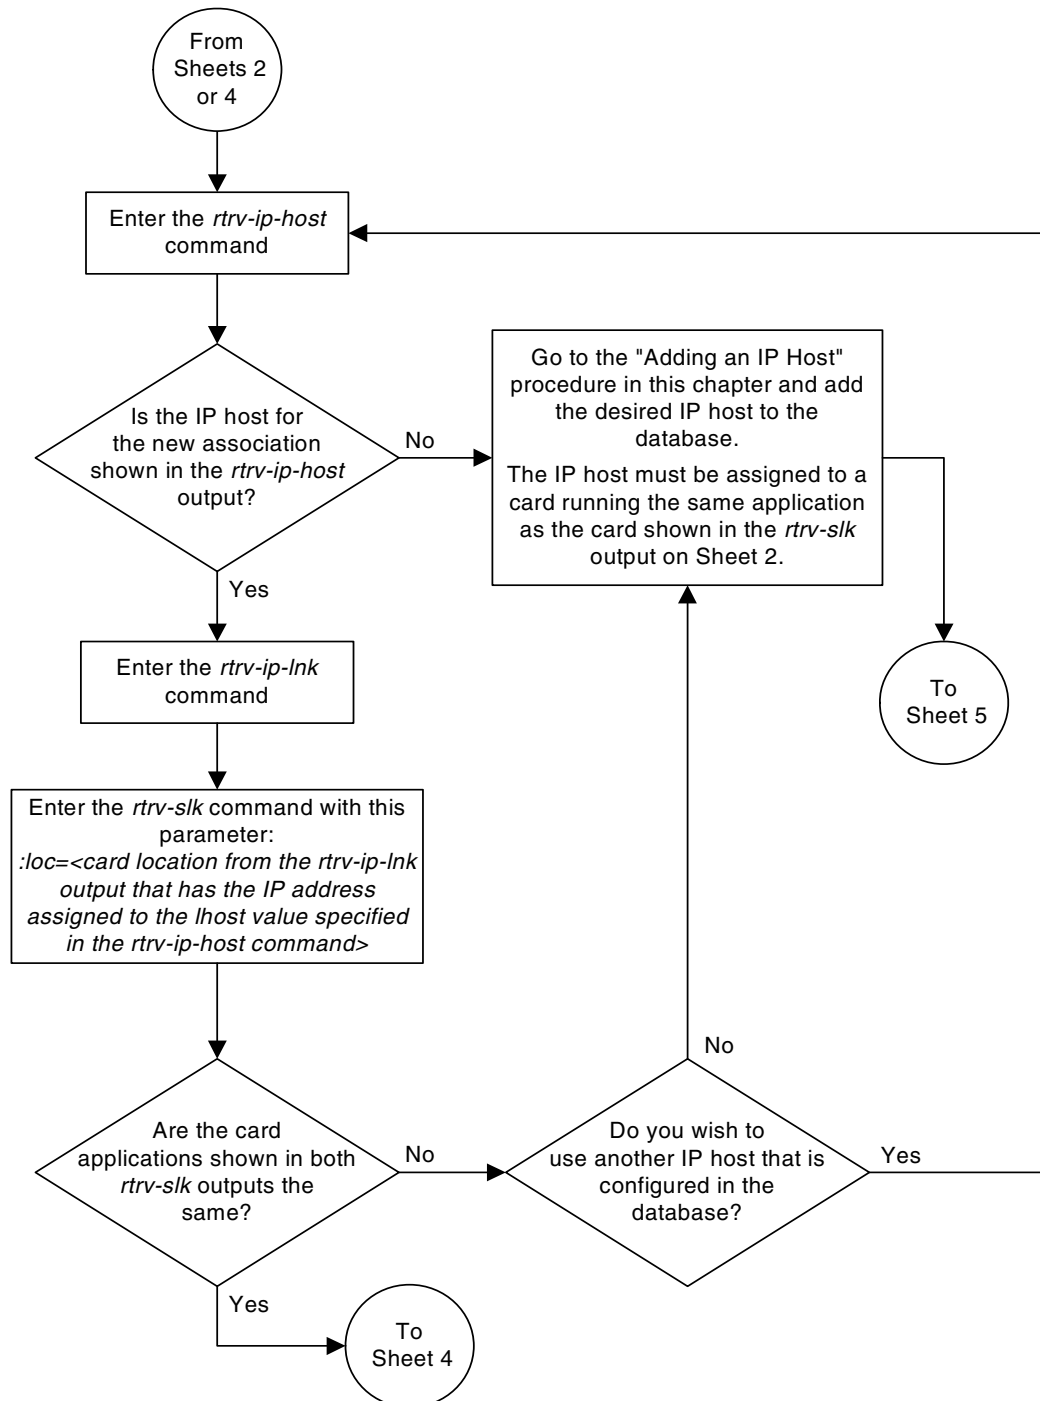 From
Sheets 2
or 4
Enter the rtrv-ip-host
command
Is the IP host for
the new association
shown in the rtrv-ip-host
output?
No
Go to the "Adding an IP Host"
procedure in this chapter and add
the desired IP host to the
database.
The IP host must be assigned to a
card running the same application
as the card shown in the rtrv-slk
output on Sheet 2.
Yes
Enter the rtrv-ip-lnk
command
To
Sheet 5
Enter the rtrv-slk command with this
parameter:
:loc=<card location from the rtrv-ip-lnk
output that has the IP address
assigned to the lhost value specified
in the rtrv-ip-host command>
Are the card
applications shown in both
rtrv-slk outputs the
same?
No
Do you wish to
use another IP host that is
configured in the
database?
No
Yes
Yes
To
Sheet 4